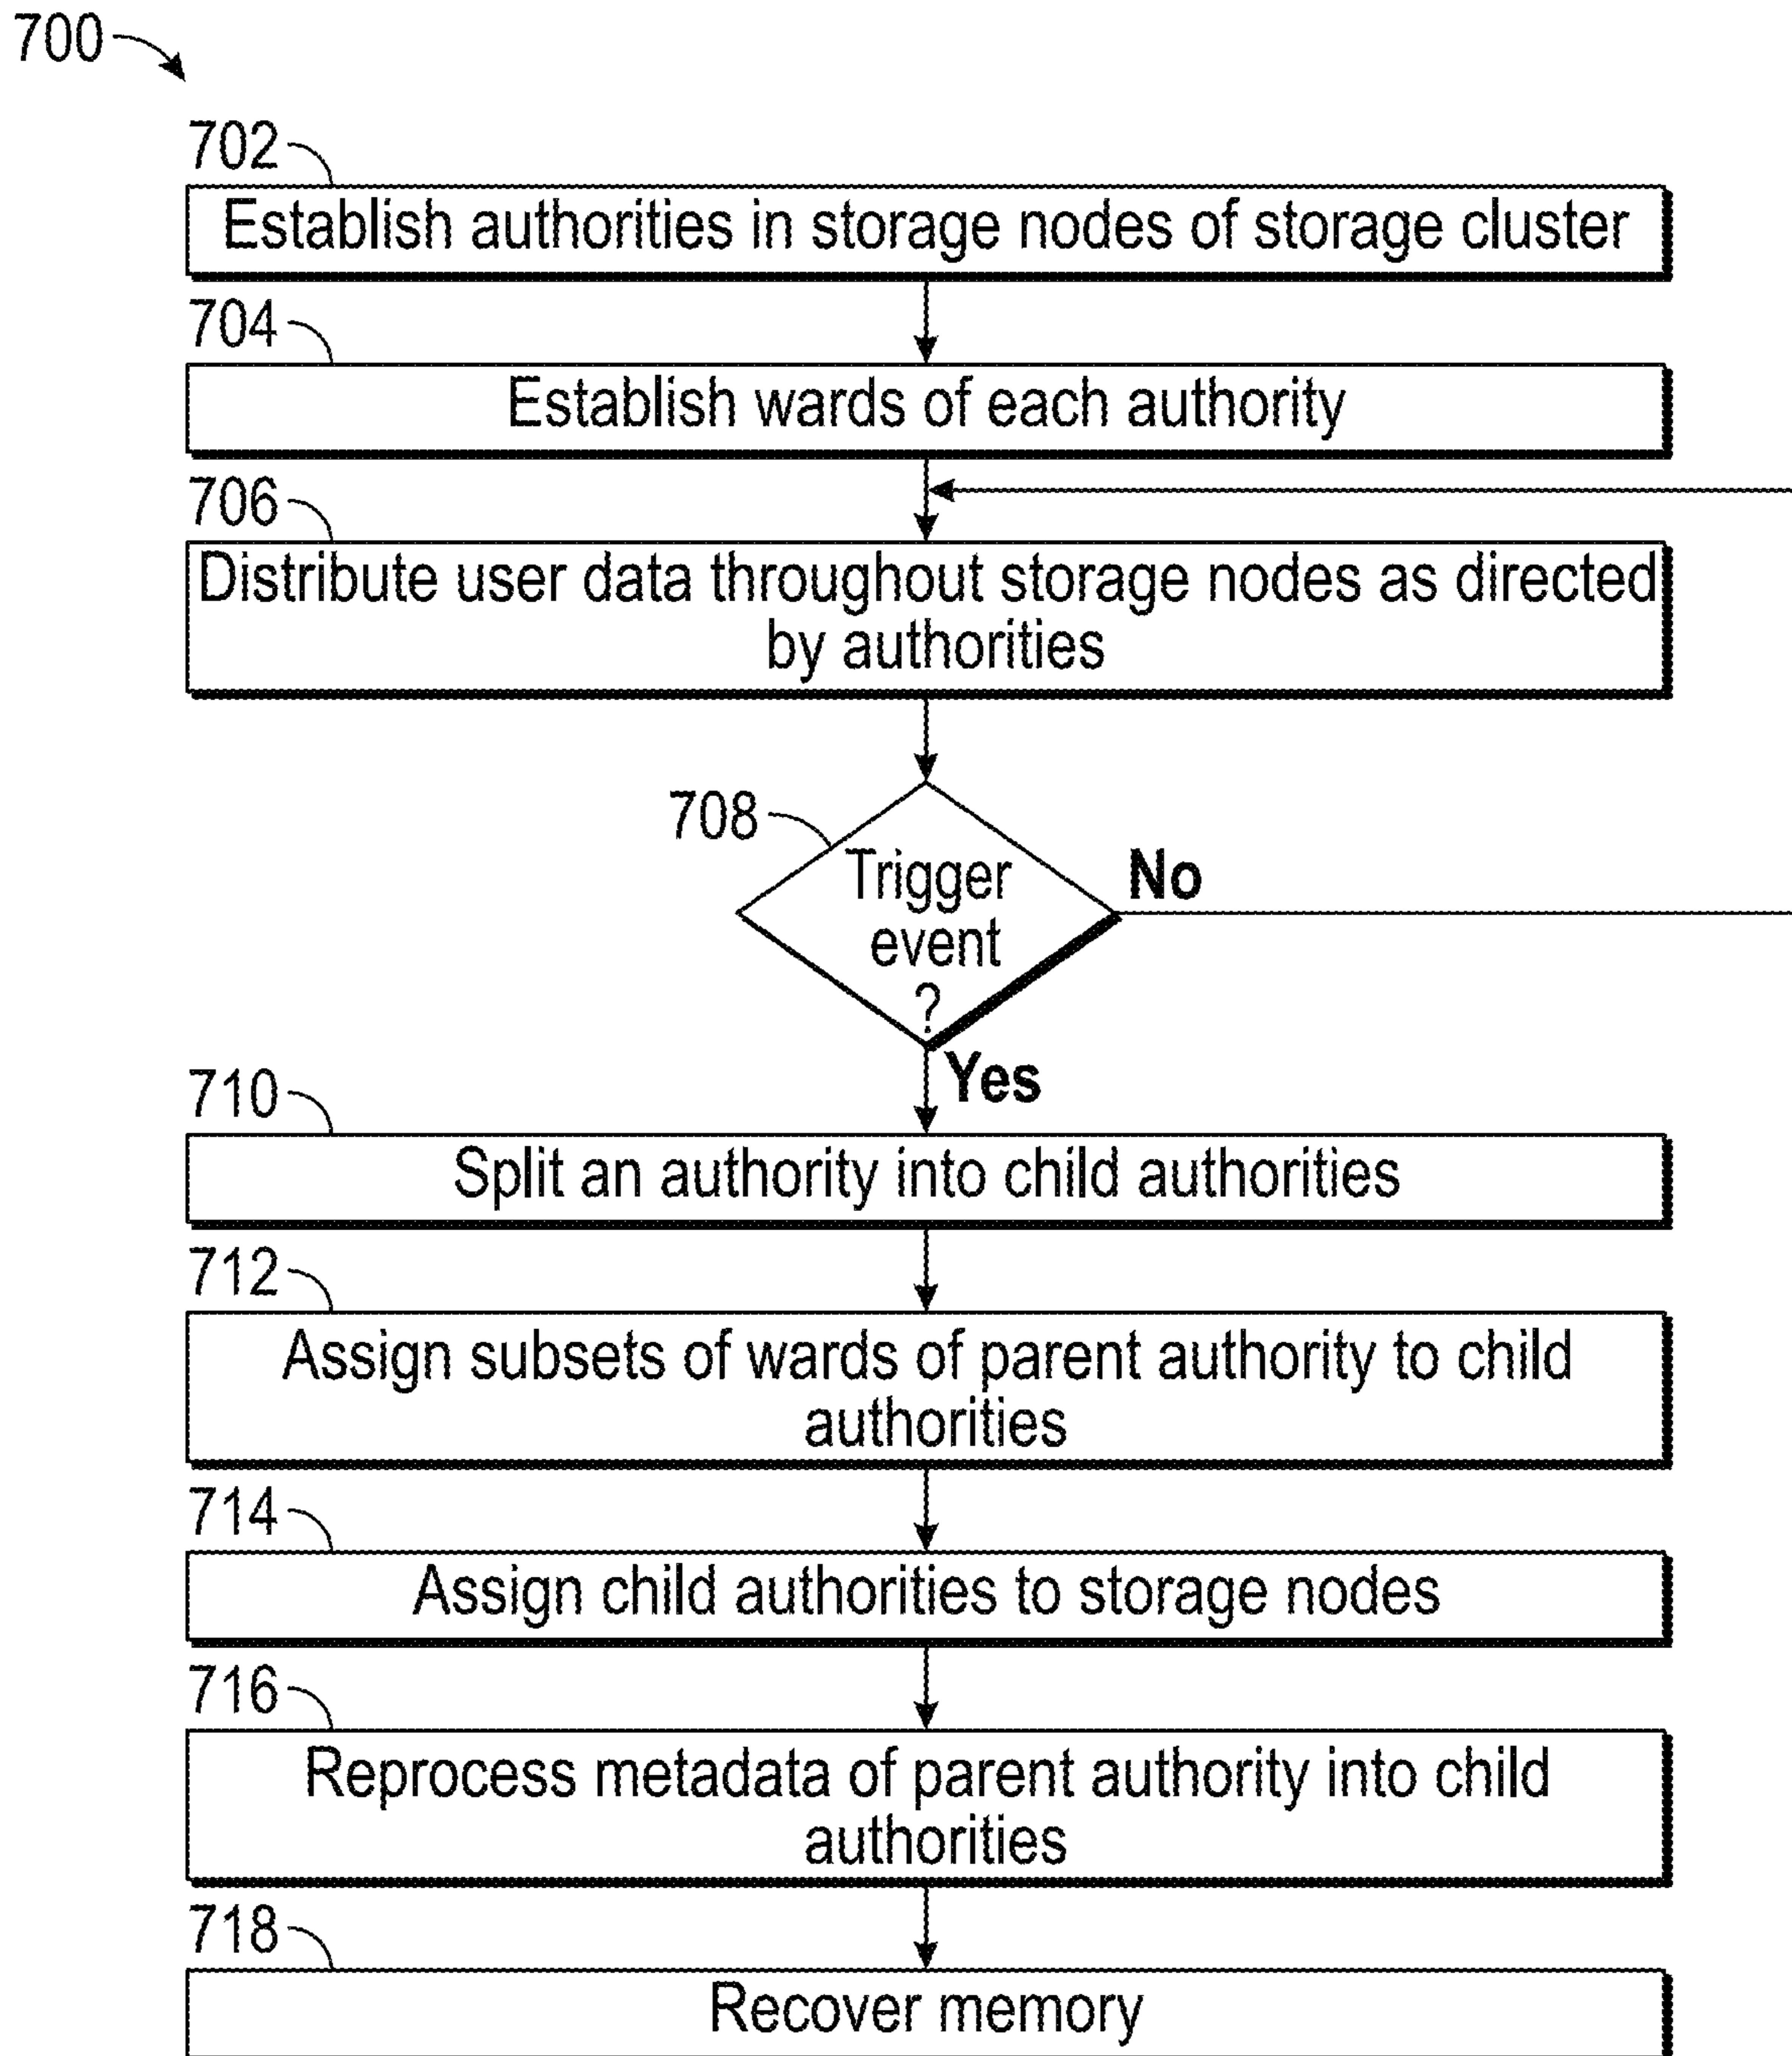 700
702
Establish authorities in storage nodes of storage cluster
704
Establish wards of each authority
706
Distribute user data throughout storage nodes as directed
by authorities
708
Trigger
event
?
No
Yes
710
Split an authority into child authorities
712
Assign subsets of wards of parent authority to child
authorities
714
Assign child authorities to storage nodes
716
Reprocess metadata of parent authority into child
authorities
718
Recover memory